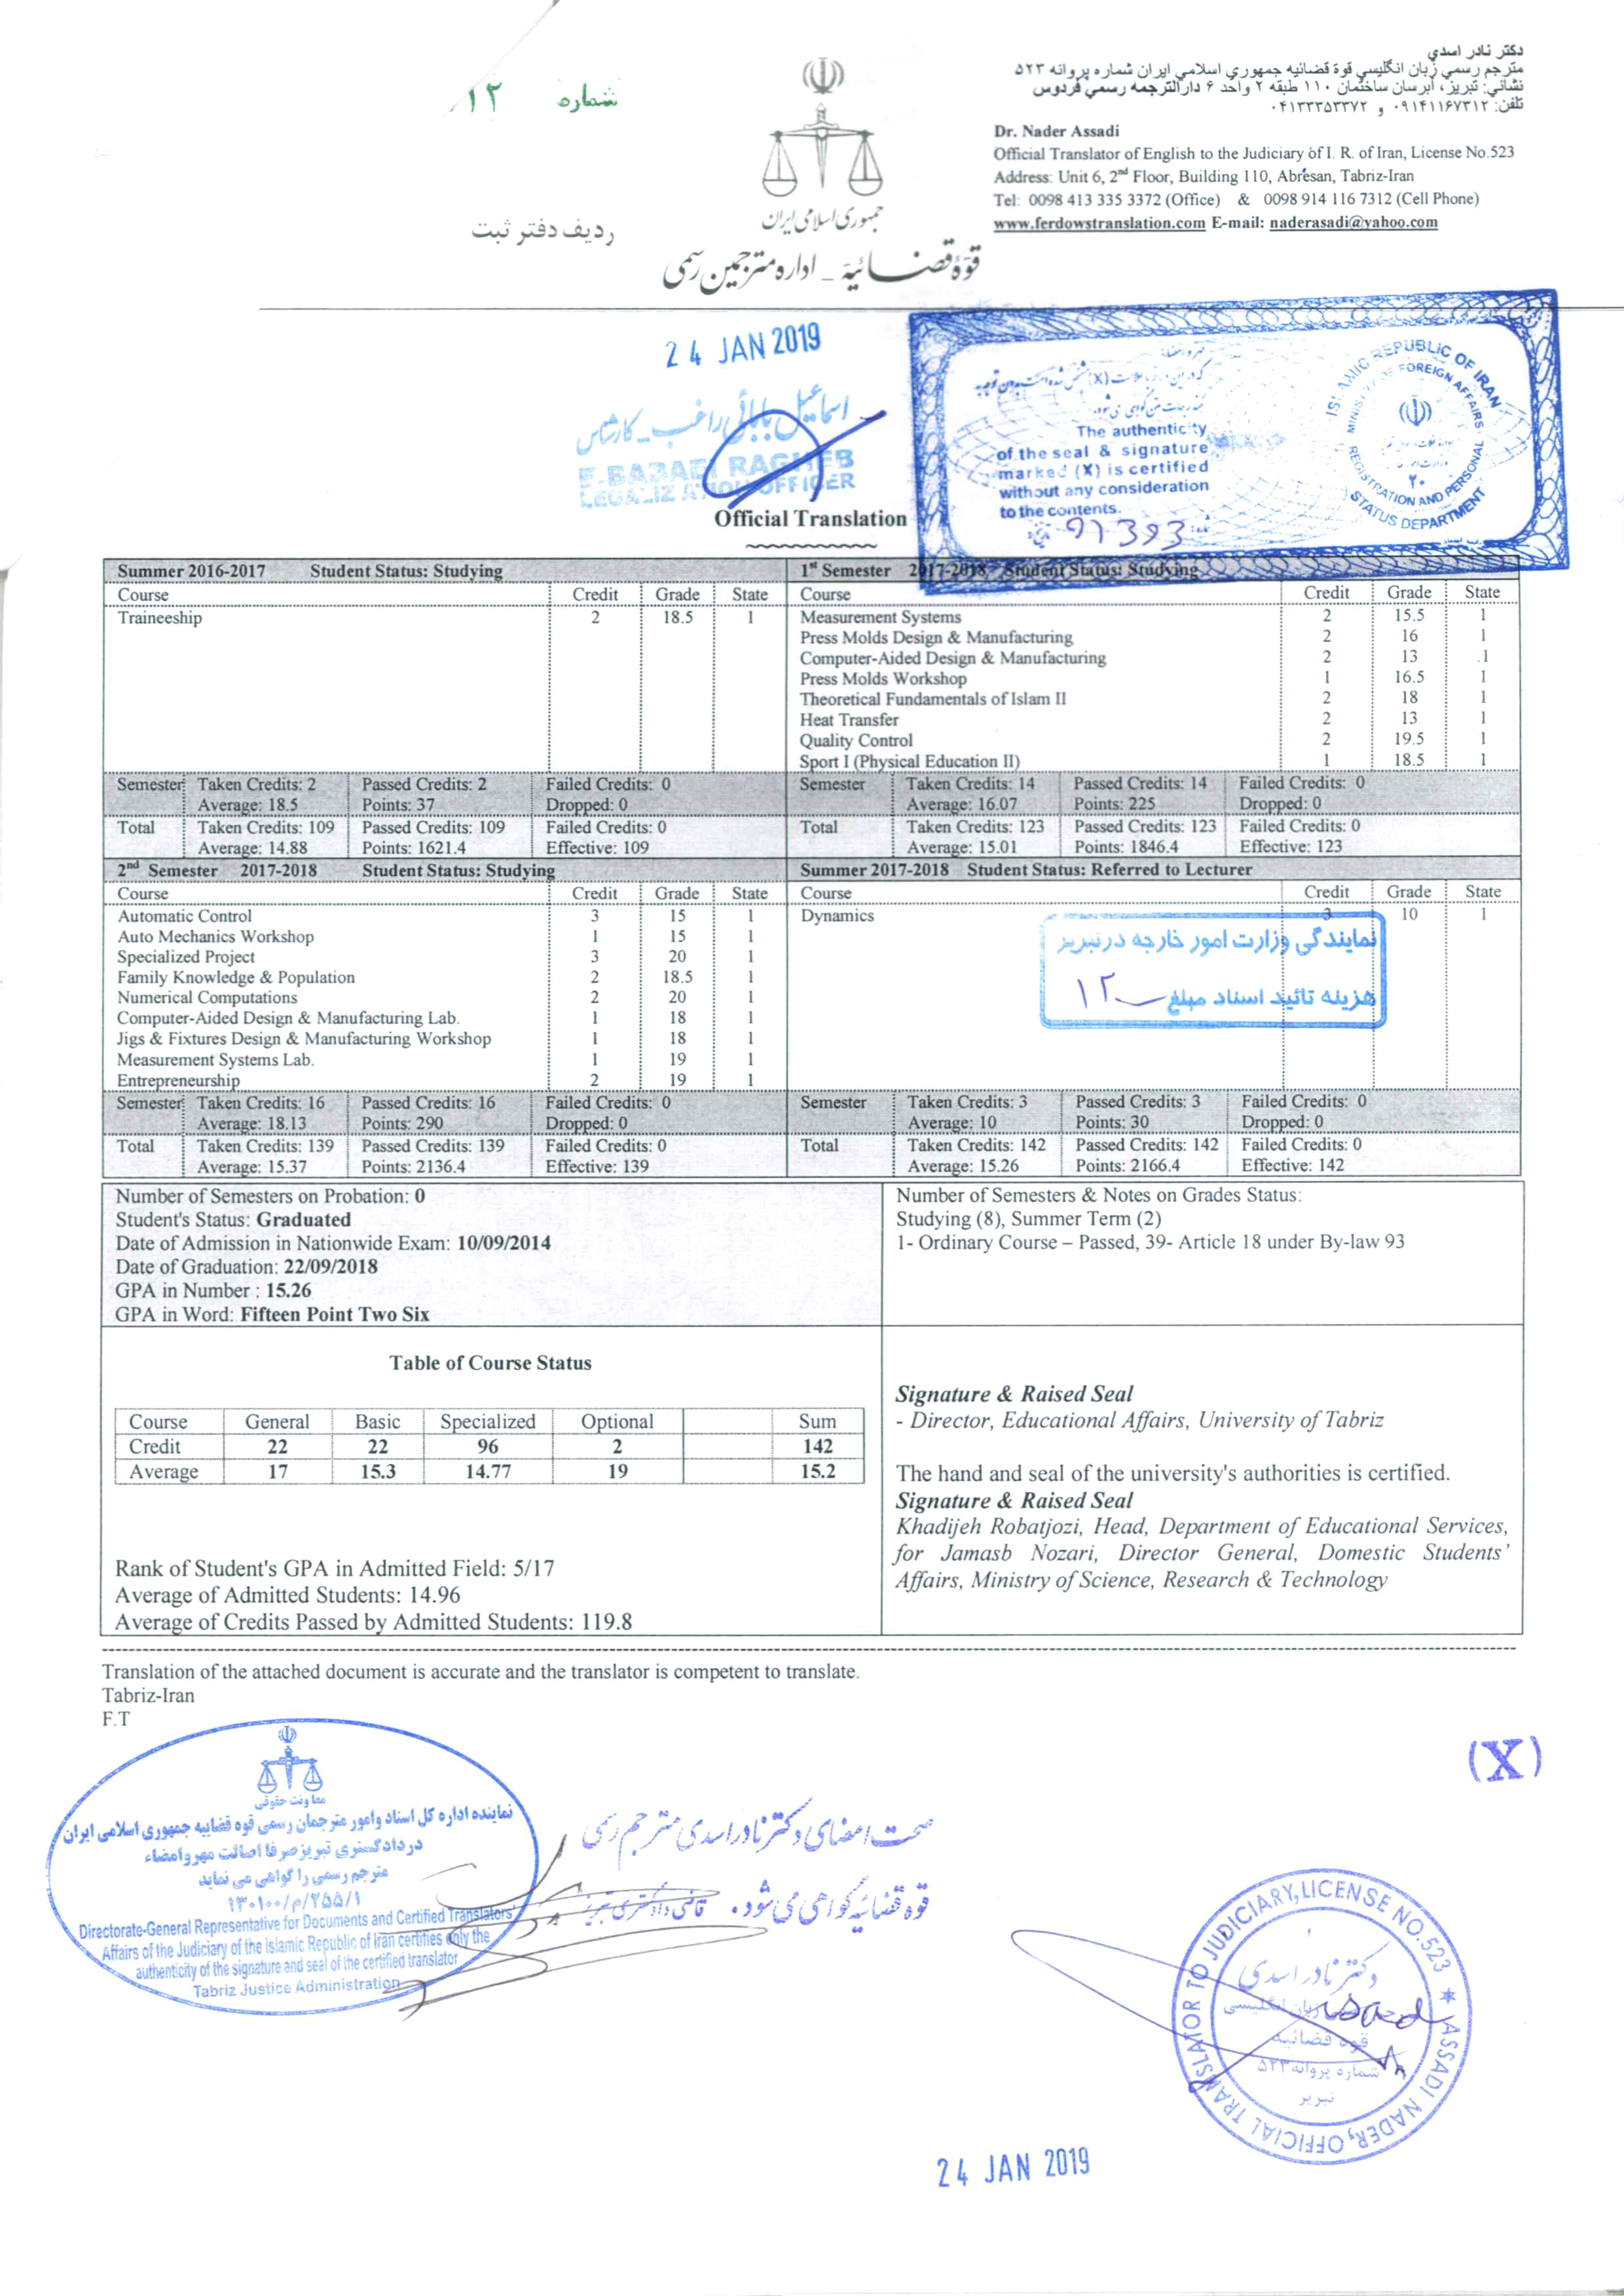 شماره ۱۲
ردیف دفتر ثبت
جمهوری اسلامی ایران
قوۀ قضائیه _ اداره مترجمین رسمی
دکتر نادر اسدی
مترجم رسمی زبان انگلیسی قوة قضائیه جمهوری اسلامی ایران شماره پروانه ۵۲۳
نشانی: تبریز، آبرسان ساختمان ۱۱۰ طبقه ۲ واحد ۶ دارالترجمه رسمی فردوس
تلفن: ۰۹۱۴۱۱۶۷۳۱۲ و ۰۴۱۳۳۳۵۳۳۷۲
Dr. Nader Assadi
Official Translator of English to the Judiciary of I. R. of Iran, License No.523
Address: Unit 6, 2nd Floor, Building 110, Abresan, Tabriz-Iran
Tel: 0098 413 335 3372 (Office) & 0098 914 116 7312 (Cell Phone)
www.ferdowstranslation.com E-mail: naderasadi@yahoo.com
24 JAN 2019
اسماعیل بابائی راغب - کارشناس
E.BABAEI RAGHEB
LEGALIZATION OFFICER
The authenticity
of the seal & signature
marked (X) is certified
without any consideration
to the contents.
ISLAMIC REPUBLIC OF IRAN
MINISTRY OF FOREIGN AFFAIRS
REGISTRATION AND PERSONAL
STATUS DEPARTMENT
۲۰
Official Translation
Summer 2016-2017 Student Status: Studying
Course Credit Grade State
Traineeship 2 18.5 1
Semester Taken Credits: 2 Passed Credits: 2 Failed Credits: 0
Average: 18.5 Points: 37 Dropped: 0
Total Taken Credits: 109 Passed Credits: 109 Failed Credits: 0
Average: 14.88 Points: 1621.4 Effective: 109
1st Semester 2017-2018 Student Status: Studying
Course Credit Grade State
Measurement Systems 2 15.5 1
Press Molds Design & Manufacturing 2 16 1
Computer-Aided Design & Manufacturing 2 13 .1
Press Molds Workshop 1 16.5 1
Theoretical Fundamentals of Islam II 2 18 1
Heat Transfer 2 13 1
Quality Control 2 19.5 1
Sport I (Physical Education II) 1 18.5 1
Semester Taken Credits: 14 Passed Credits: 14 Failed Credits: 0
Average: 16.07 Points: 225 Dropped: 0
Total Taken Credits: 123 Passed Credits: 123 Failed Credits: 0
Average: 15.01 Points: 1846.4 Effective: 123
2nd Semester 2017-2018 Student Status: Studying
Course Credit Grade State
Automatic Control 3 15 1
Auto Mechanics Workshop 1 15 1
Specialized Project 3 20 1
Family Knowledge & Population 2 18.5 1
Numerical Computations 2 20 1
Computer-Aided Design & Manufacturing Lab. 1 18 1
Jigs & Fixtures Design & Manufacturing Workshop 1 18 1
Measurement Systems Lab. 1 19 1
Entrepreneurship 2 19 1
Semester Taken Credits: 16 Passed Credits: 16 Failed Credits: 0
Average: 18.13 Points: 290 Dropped: 0
Total Taken Credits: 139 Passed Credits: 139 Failed Credits: 0
Average: 15.37 Points: 2136.4 Effective: 139
Summer 2017-2018 Student Status: Referred to Lecturer
Course Credit Grade State
Dynamics 3 10 1
نمایندگی وزارت امور خارجه در تبریز
هزینه تائید اسناد مبلغ ۱۲
Semester Taken Credits: 3 Passed Credits: 3 Failed Credits: 0
Average: 10 Points: 30 Dropped: 0
Total Taken Credits: 142 Passed Credits: 142 Failed Credits: 0
Average: 15.26 Points: 2166.4 Effective: 142
Number of Semesters on Probation: 0
Student's Status: Graduated
Date of Admission in Nationwide Exam: 10/09/2014
Date of Graduation: 22/09/2018
GPA in Number : 15.26
GPA in Word: Fifteen Point Two Six
Number of Semesters & Notes on Grades Status:
Studying (8), Summer Term (2)
1- Ordinary Course – Passed, 39- Article 18 under By-law 93
Table of Course Status
Course General Basic Specialized Optional Sum
Credit 22 22 96 2 142
Average 17 15.3 14.77 19 15.2
Rank of Student's GPA in Admitted Field: 5/17
Average of Admitted Students: 14.96
Average of Credits Passed by Admitted Students: 119.8
Signature & Raised Seal
- Director, Educational Affairs, University of Tabriz
The hand and seal of the university's authorities is certified.
Signature & Raised Seal
Khadijeh Robatjozi, Head, Department of Educational Services,
for Jamasb Nozari, Director General, Domestic Students'
Affairs, Ministry of Science, Research & Technology
Translation of the attached document is accurate and the translator is competent to translate.
Tabriz-Iran
F.T
(X)
معاونت حقوقی
نماینده اداره کل اسناد وامور مترجمان رسمی قوه قضاییه جمهوری اسلامی ایران
در دادگستری تبریز صرفا اصالت مهر وامضاء
مترجم رسمی را گواهی می نماید
۱۳۰۱۰۰/م/۲۵۵/۱
Directorate-General Representative for Documents and Certified Translators'
Affairs of the Judiciary of the Islamic Republic of Iran certifies only the
authenticity of the signature and seal of the certified translator
Tabriz Justice Administration
صحت امضای دکتر نادر اسدی مترجم رسمی
قوه قضائیه گواهی می شود. قاضی دادگستری تبریز
ASSADI NADER, OFFICIAL TRANSLATOR TO JUDICIARY, LICENSE NO.523
دکتر نادر اسدی
قوه قضائیه
شماره پروانه ۵۲۳
تبریز
24 JAN 2019